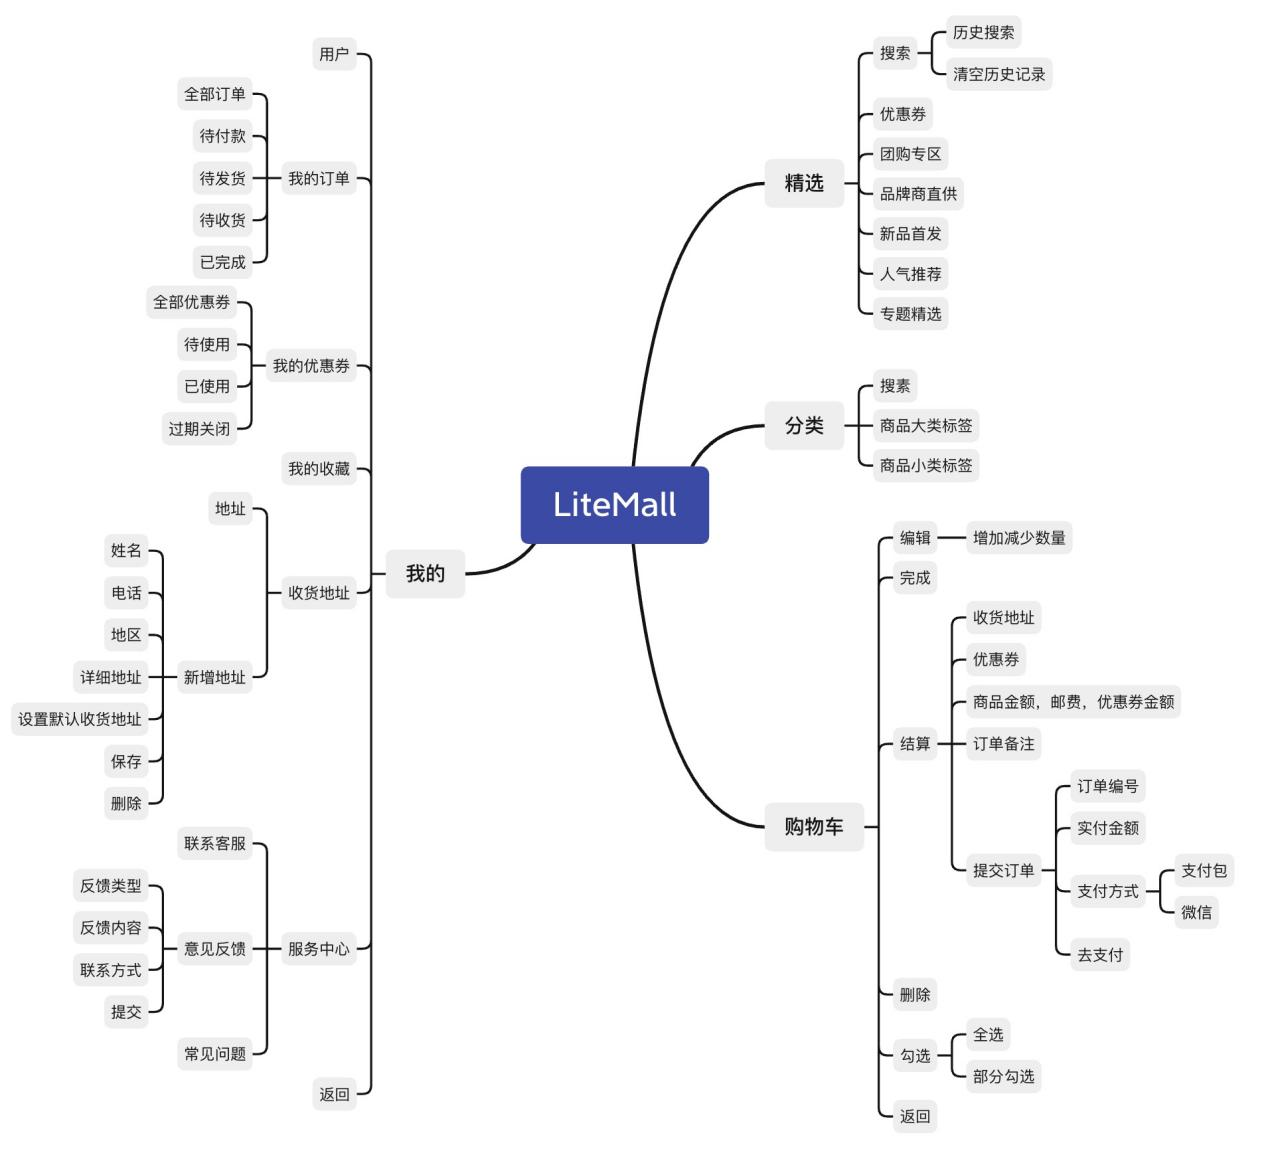 LiteMall
精选
搜索
历史搜索
清空历史记录
优惠券
团购专区
品牌商直供
新品首发
人气推荐
专题精选
分类
搜素
商品大类标签
商品小类标签
购物车
编辑
增加减少数量
完成
结算
收货地址
优惠券
商品金额，邮费，优惠券金额
订单备注
提交订单
订单编号
实付金额
支付方式
支付包
微信
去支付
删除
勾选
全选
部分勾选
返回
我的
用户
我的订单
全部订单
待付款
待发货
待收货
已完成
我的优惠券
全部优惠券
待使用
已使用
过期关闭
我的收藏
收货地址
地址
新增地址
姓名
电话
地区
详细地址
设置默认收货地址
保存
删除
服务中心
联系客服
意见反馈
反馈类型
反馈内容
联系方式
提交
常见问题
返回